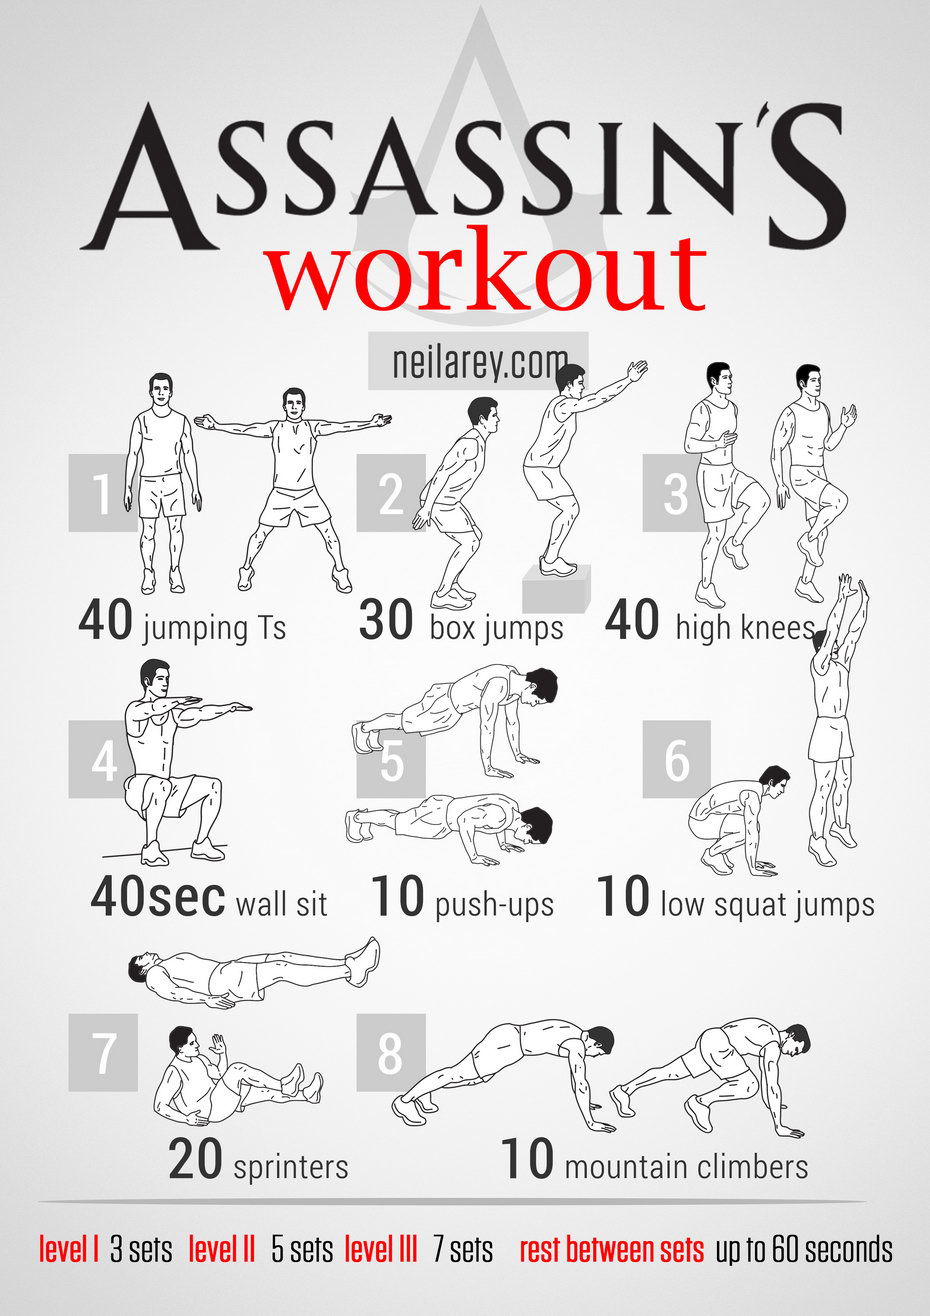 ASSASSIN'S
workout
neilarey.com
1
2
3
40 jumping Ts
30 box jumps
40 high knees
4
5
6
40sec wall sit
10 push-ups
10 low squat jumps
7
8
20 sprinters
10 mountain climbers
level I 3 sets level II 5 sets level III 7 sets rest between sets up to 60 seconds